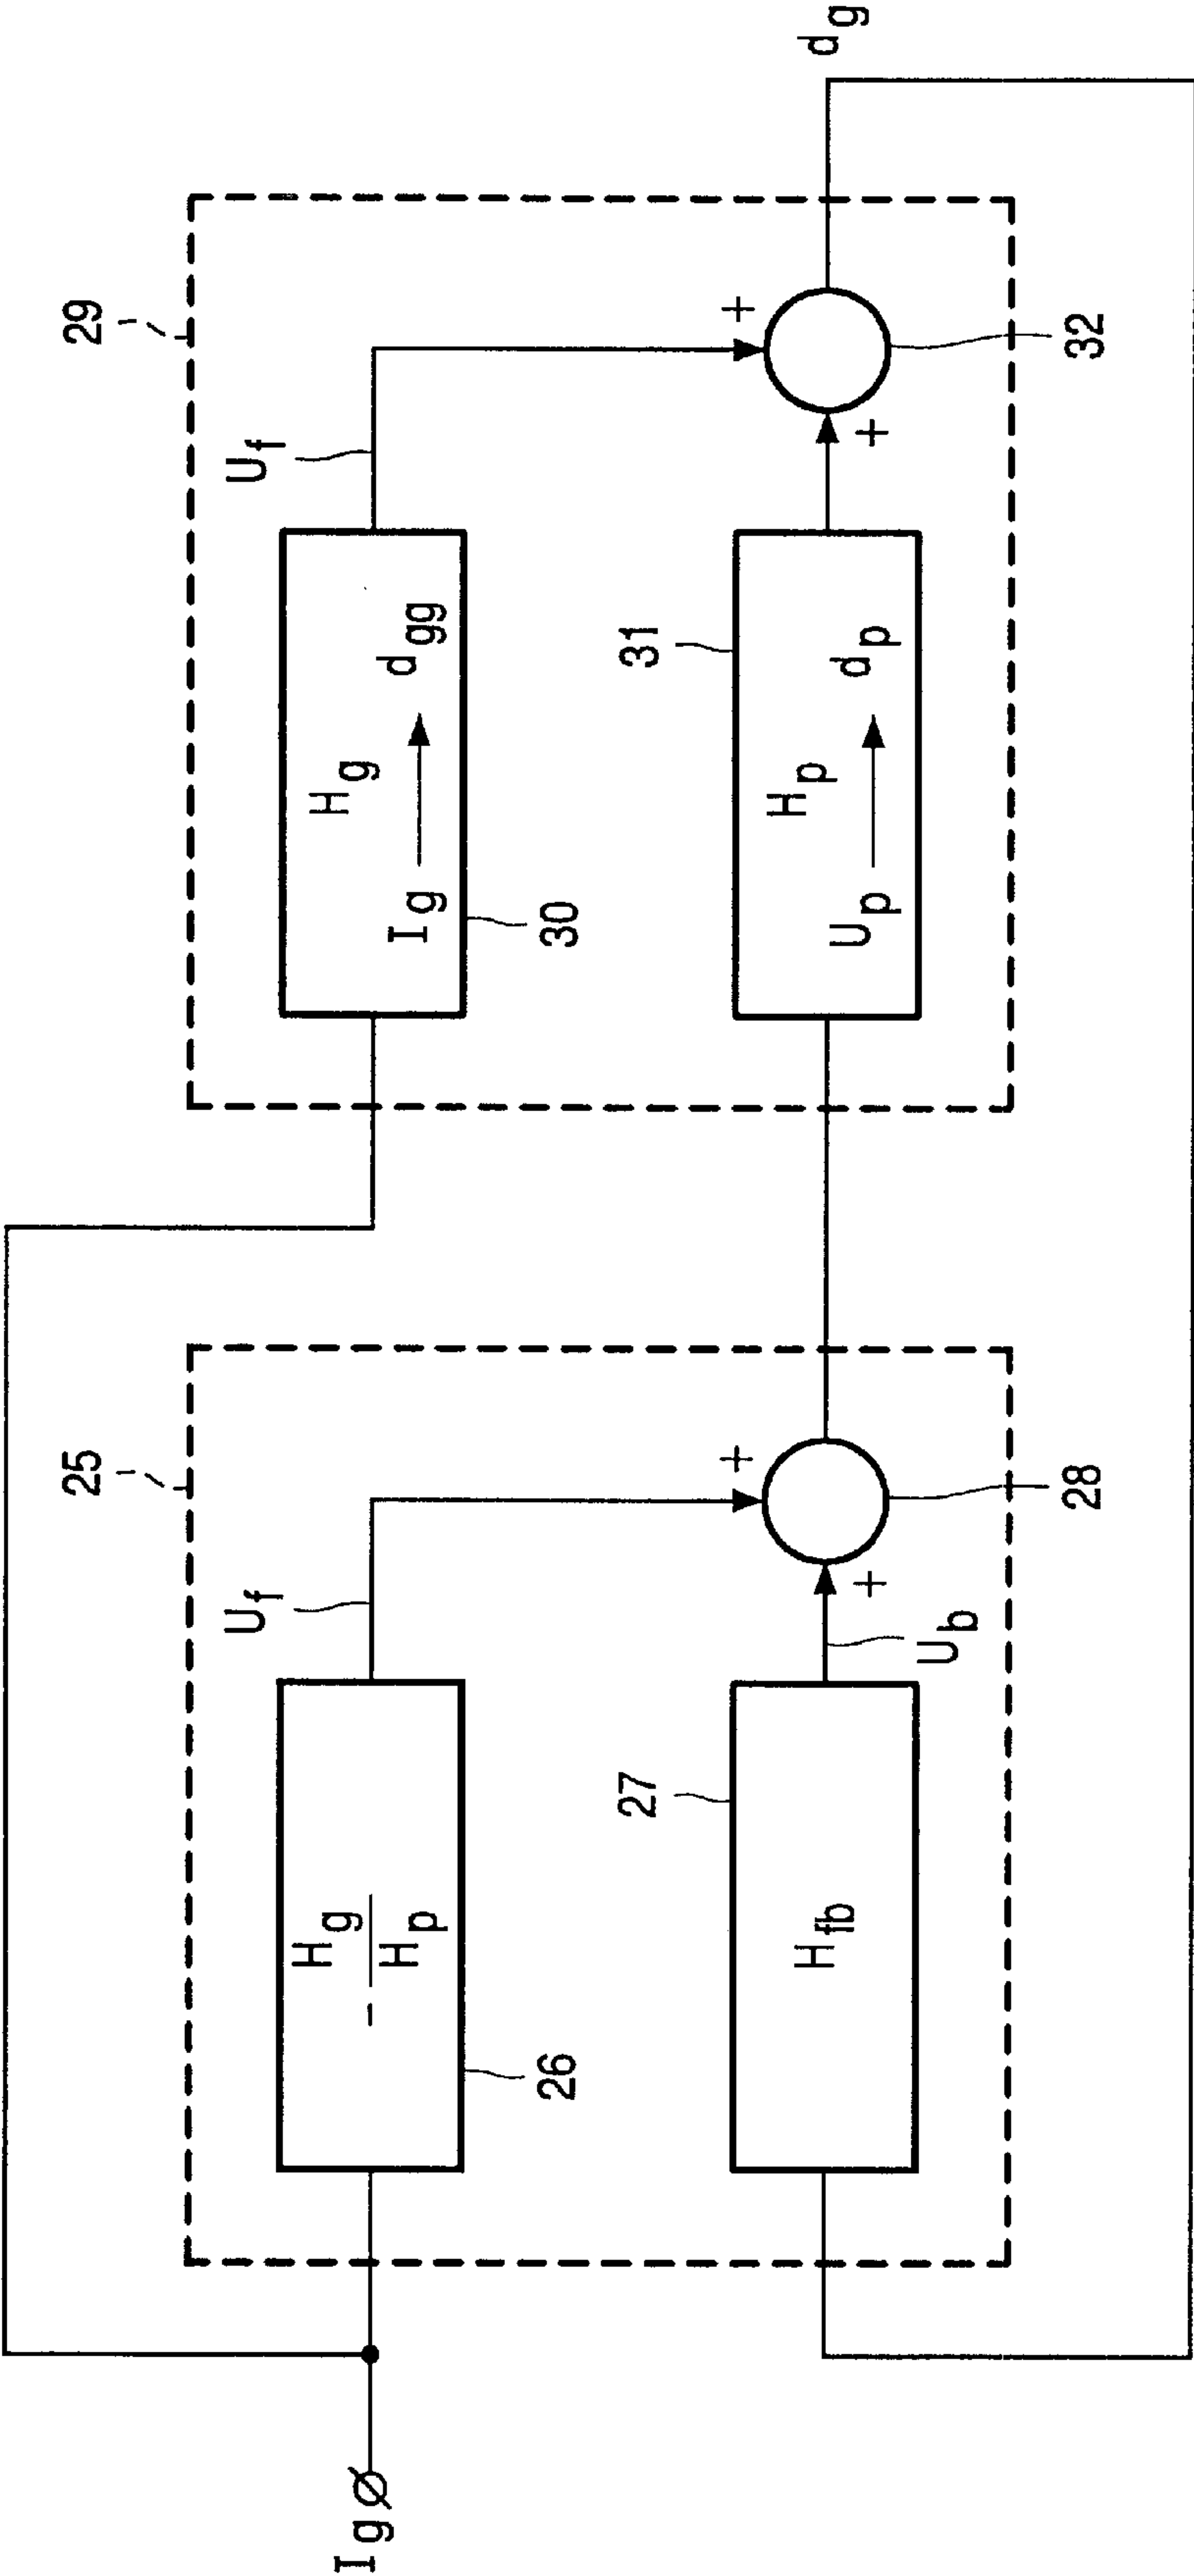 25
29
U_f
U_f
- H_g / H_p
H_g
I_g → d_gg
26
30
+
+
27
31
I_g
H_fb
H_p
U_p → d_p
d_g
+
+
U_b
28
32